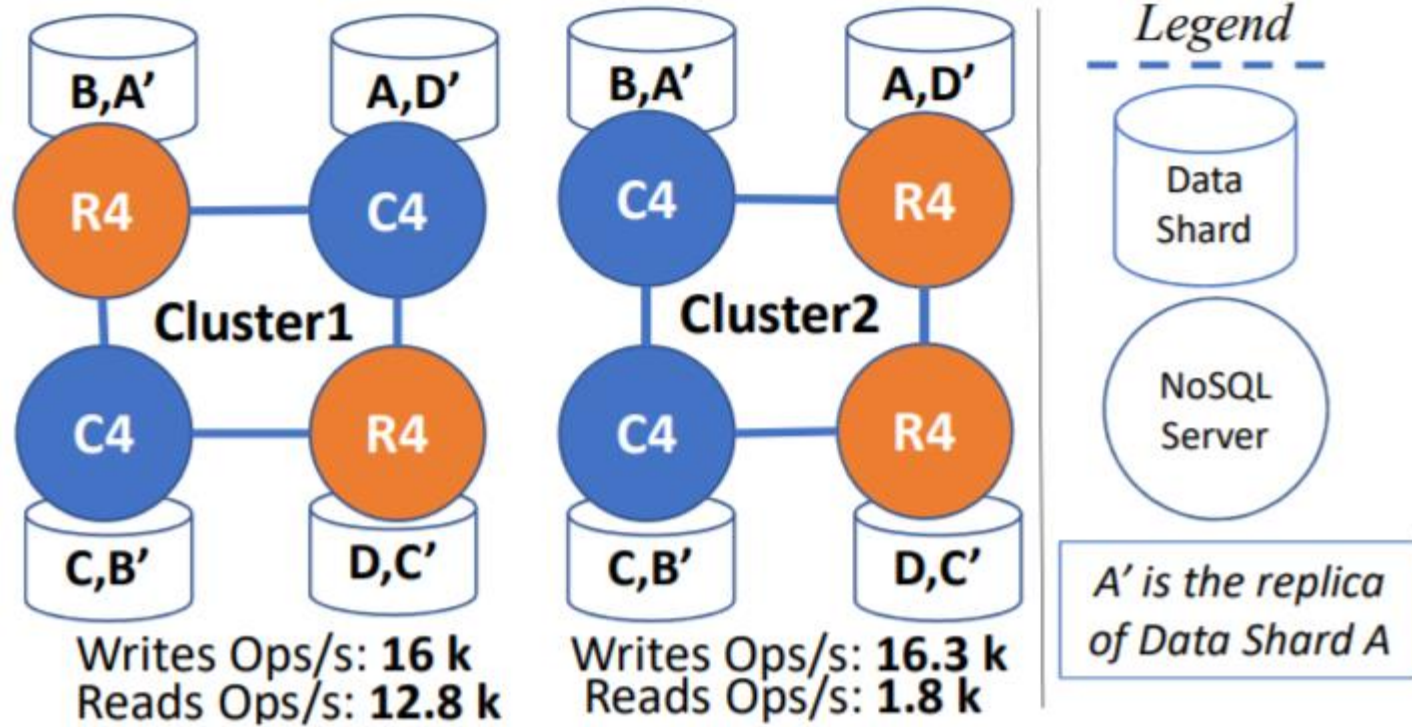 B,A’
A,D’
R4
C4
Cluster1
C4
R4
C,B’
D,C’
Writes Ops/s: 16 k
Reads Ops/s: 12.8 k
B,A’
A,D’
C4
R4
Cluster2
C4
R4
C,B’
D,C’
Writes Ops/s: 16.3 k
Reads Ops/s: 1.8 k
Legend
Data
Shard
NoSQL
Server
A’ is the replica
of Data Shard A